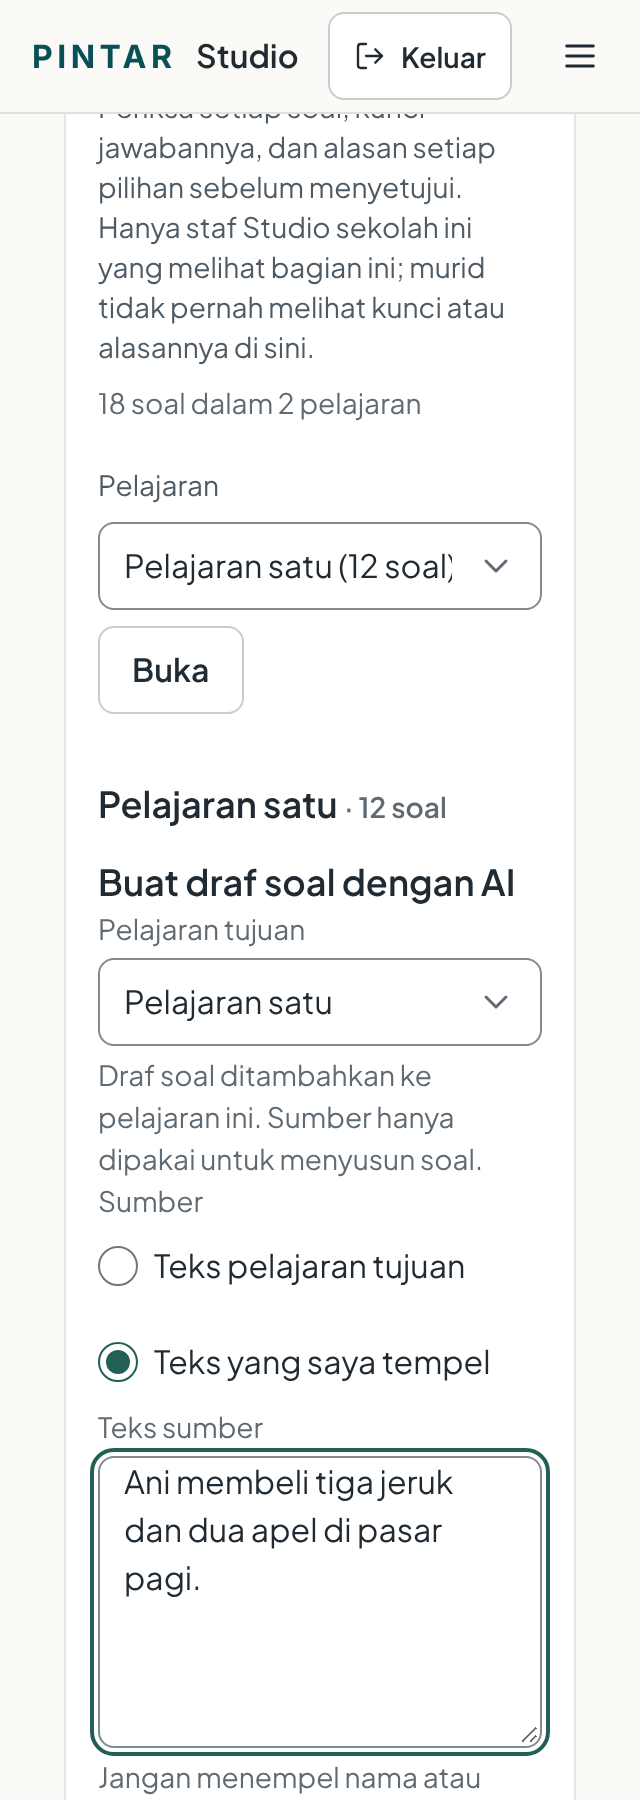 PINTAR Studio
Keluar
Periksa setiap soal, kunci
jawabannya, dan alasan setiap
pilihan sebelum menyetujui.
Hanya staf Studio sekolah ini
yang melihat bagian ini; murid
tidak pernah melihat kunci atau
alasannya di sini.
18 soal dalam 2 pelajaran
Pelajaran
Pelajaran satu (12 soal)
Buka
Pelajaran satu · 12 soal
Buat draf soal dengan AI
Pelajaran tujuan
Pelajaran satu
Draf soal ditambahkan ke
pelajaran ini. Sumber hanya
dipakai untuk menyusun soal.
Sumber
Teks pelajaran tujuan
Teks yang saya tempel
Teks sumber
Ani membeli tiga jeruk
dan dua apel di pasar
pagi.
Jangan menempel nama atau